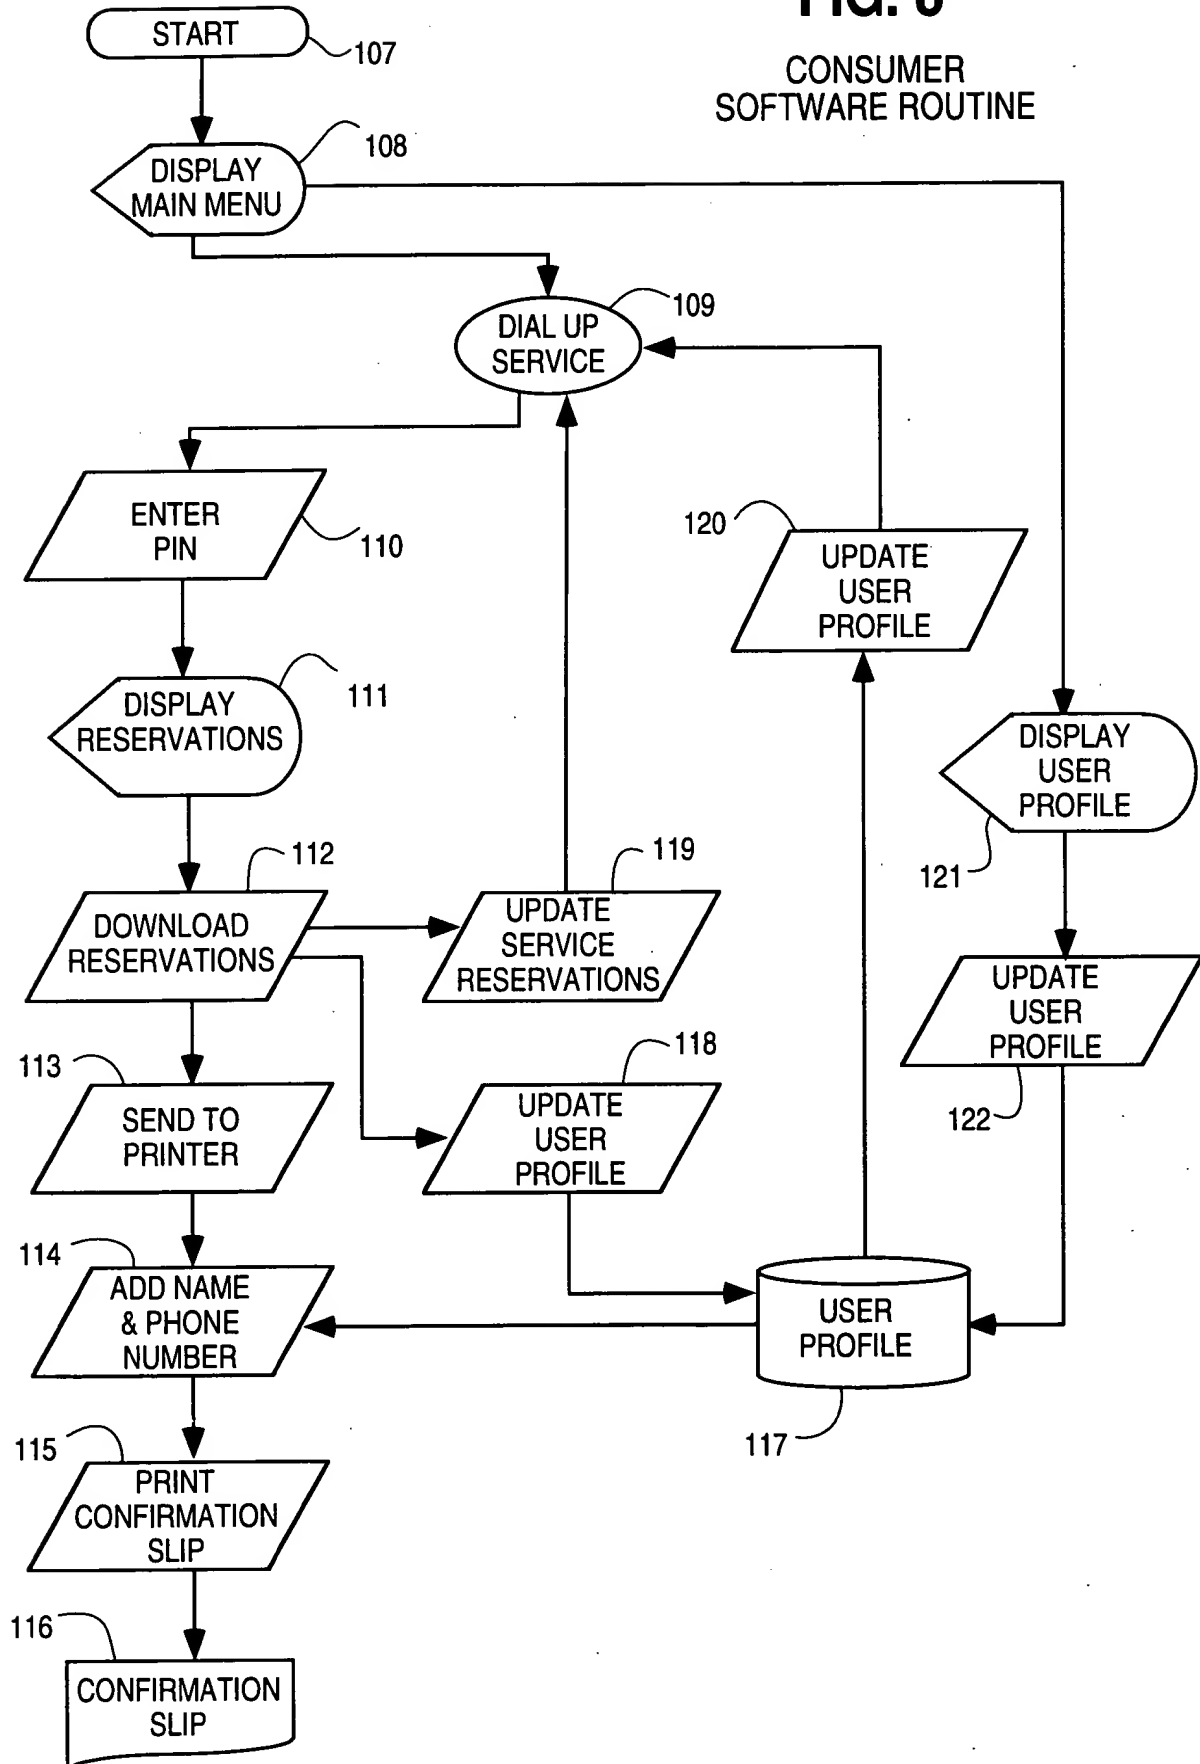 START
107
CONSUMER
SOFTWARE ROUTINE
DISPLAY
MAIN MENU
108
DIAL UP
SERVICE
109
ENTER
PIN
110
120
UPDATE
USER
PROFILE
DISPLAY
RESERVATIONS
111
DISPLAY
USER
PROFILE
121
DOWNLOAD
RESERVATIONS
112
UPDATE
SERVICE
RESERVATIONS
119
UPDATE
USER
PROFILE
122
113
SEND TO
PRINTER
UPDATE
USER
PROFILE
118
114
ADD NAME
& PHONE
NUMBER
USER
PROFILE
117
115
PRINT
CONFIRMATION
SLIP
116
CONFIRMATION
SLIP